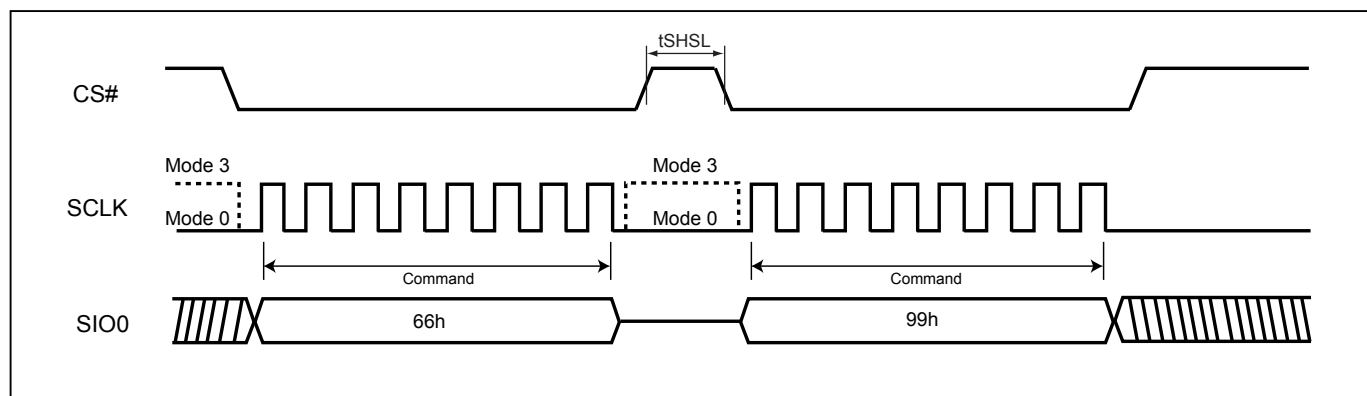 tSHSL
CS#
Mode 3
Mode 3
SCLK
Mode 0
Mode 0
Command
Command
SIO0
66h
99h